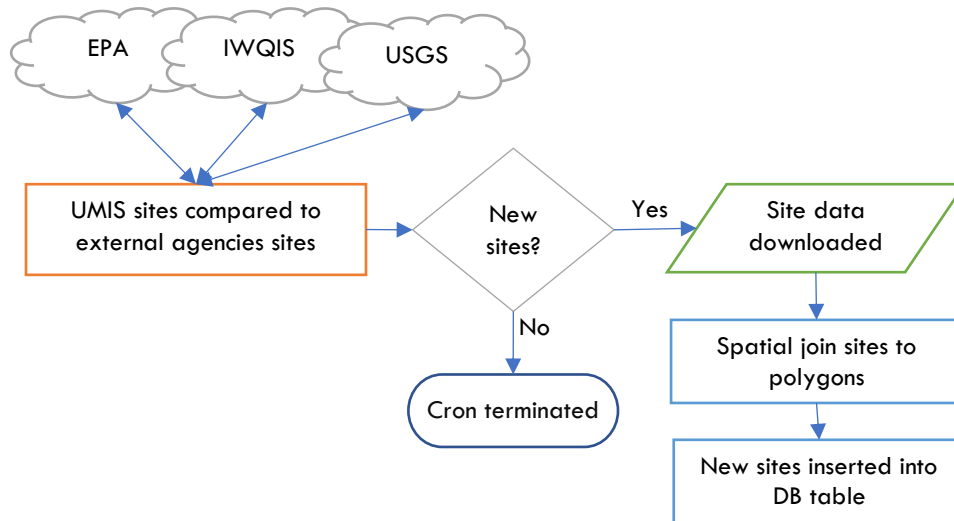 EPA
IWQIS
USGS
UMIS sites compared to
external agencies sites
New
sites?
Yes
Site data
downloaded
No
Cron terminated
Spatial join sites to
polygons
New sites inserted into
DB table